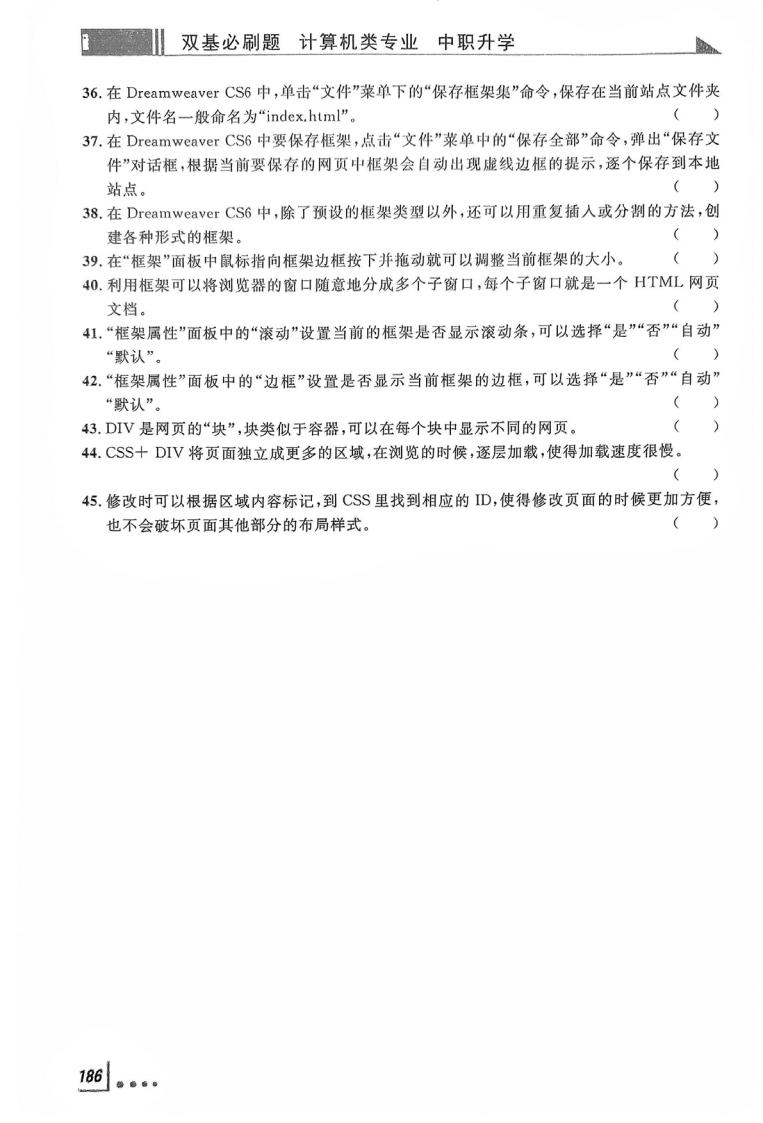 双基必刷题 计算机类专业 中职升学
36. 在 Dreamweaver CS6 中,单击“文件”菜单下的“保存框架集”命令,保存在当前站点文件夹
内,文件名一般命名为“index.html”。 ( )
37. 在 Dreamweaver CS6 中要保存框架,点击“文件”菜单中的“保存全部”命令,弹出“保存文
件”对话框,根据当前要保存的网页中框架会自动出现虚线边框的提示,逐个保存到本地
站点。 ( )
38. 在 Dreamweaver CS6 中,除了预设的框架类型以外,还可以用重复插入或分割的方法,创
建各种形式的框架。 ( )
39. 在“框架”面板中鼠标指向框架边框按下并拖动就可以调整当前框架的大小。 ( )
40. 利用框架可以将浏览器的窗口随意地分成多个子窗口,每个子窗口就是一个 HTML 网页
文档。 ( )
41. “框架属性”面板中的“滚动”设置当前的框架是否显示滚动条,可以选择“是”“否”“自动”
“默认”。 ( )
42. “框架属性”面板中的“边框”设置是否显示当前框架的边框,可以选择“是”“否”“自动”
“默认”。 ( )
43. DIV 是网页的“块”,块类似于容器,可以在每个块中显示不同的网页。 ( )
44. CSS+ DIV 将页面独立成更多的区域,在浏览的时候,逐层加载,使得加载速度很慢。
( )
45. 修改时可以根据区域内容标记,到 CSS 里找到相应的 ID,使得修改页面的时候更加方便,
也不会破坏页面其他部分的布局样式。 ( )
186